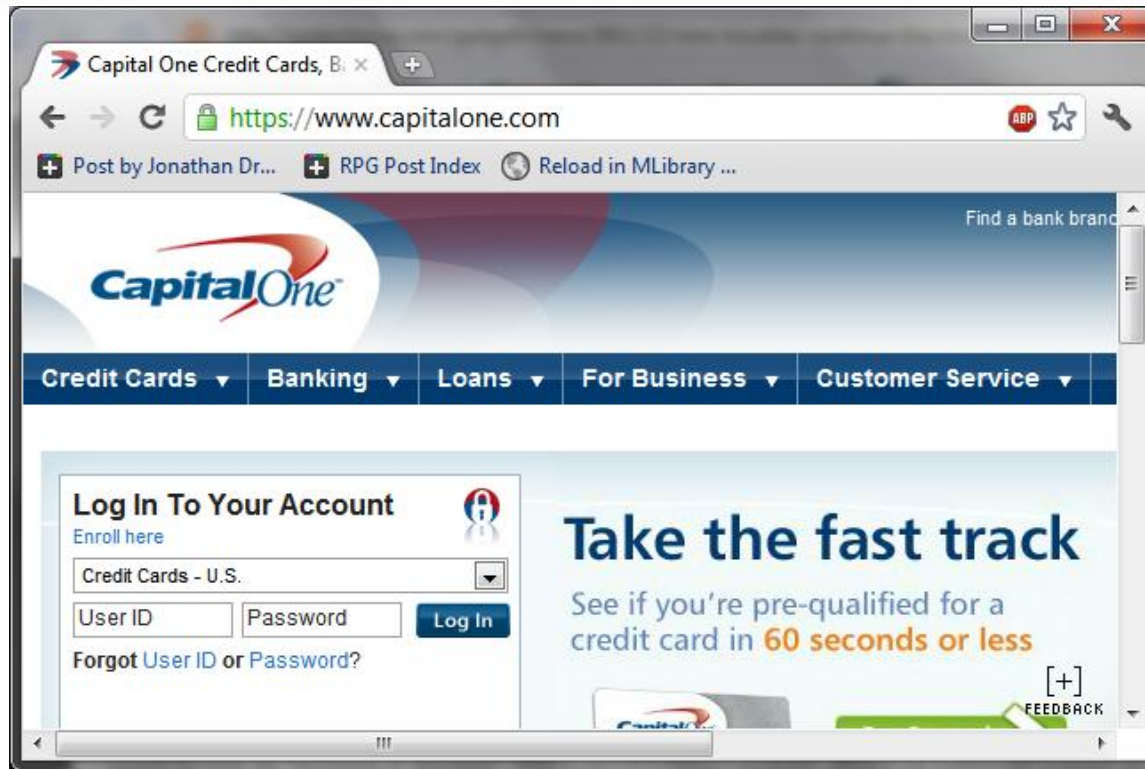 Capital One Credit Cards, B
https://www.capitalone.com
ABP
Post by Jonathan Dr... RPG Post Index Reload in MLibrary ...
Find a bank branc
CapitalOne
Credit Cards Banking Loans For Business Customer Service
Log In To Your Account
Enroll here
Credit Cards - U.S.
User ID Password Log In
Forgot User ID or Password?
Take the fast track
See if you're pre-qualified for a
credit card in 60 seconds or less
[+]
FEEDBACK